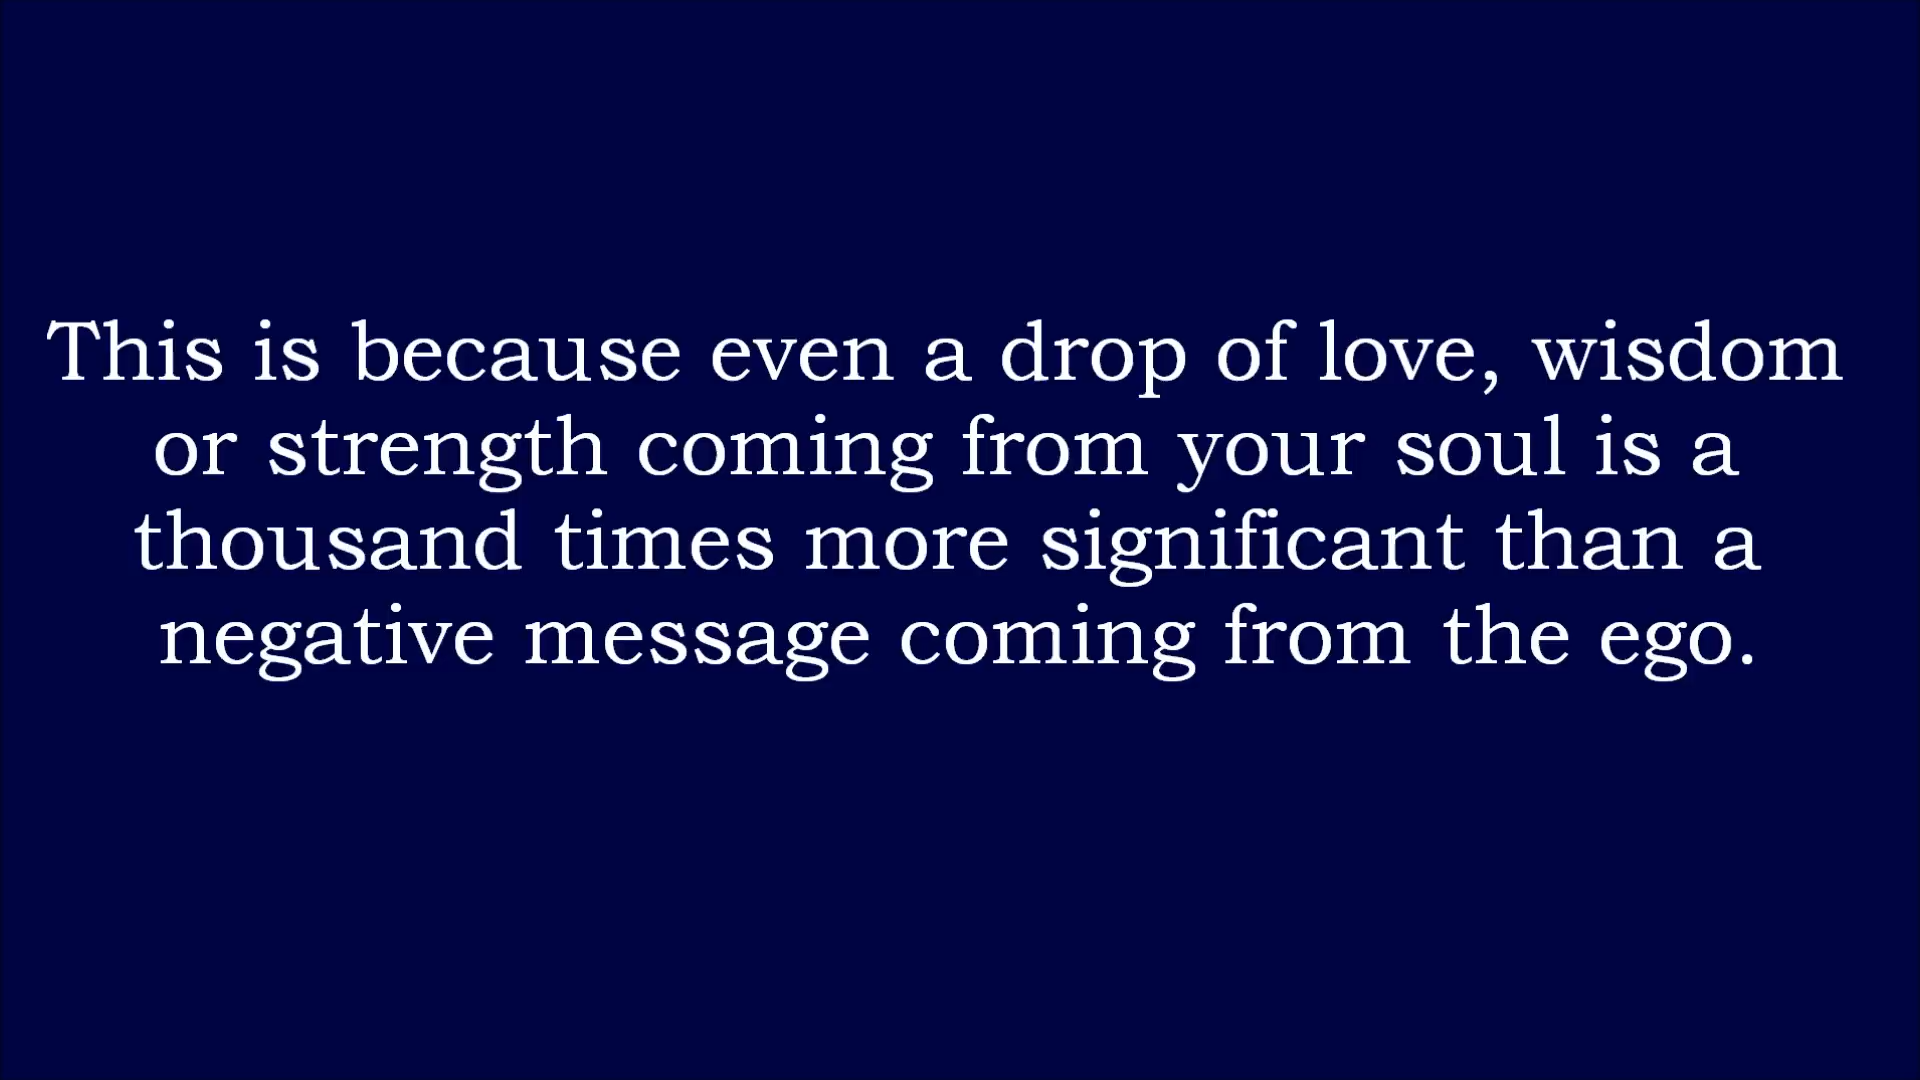 This is because even a drop of love, wisdom
or strength coming from your soul is a
thousand times more significant than a
negative message coming from the ego.